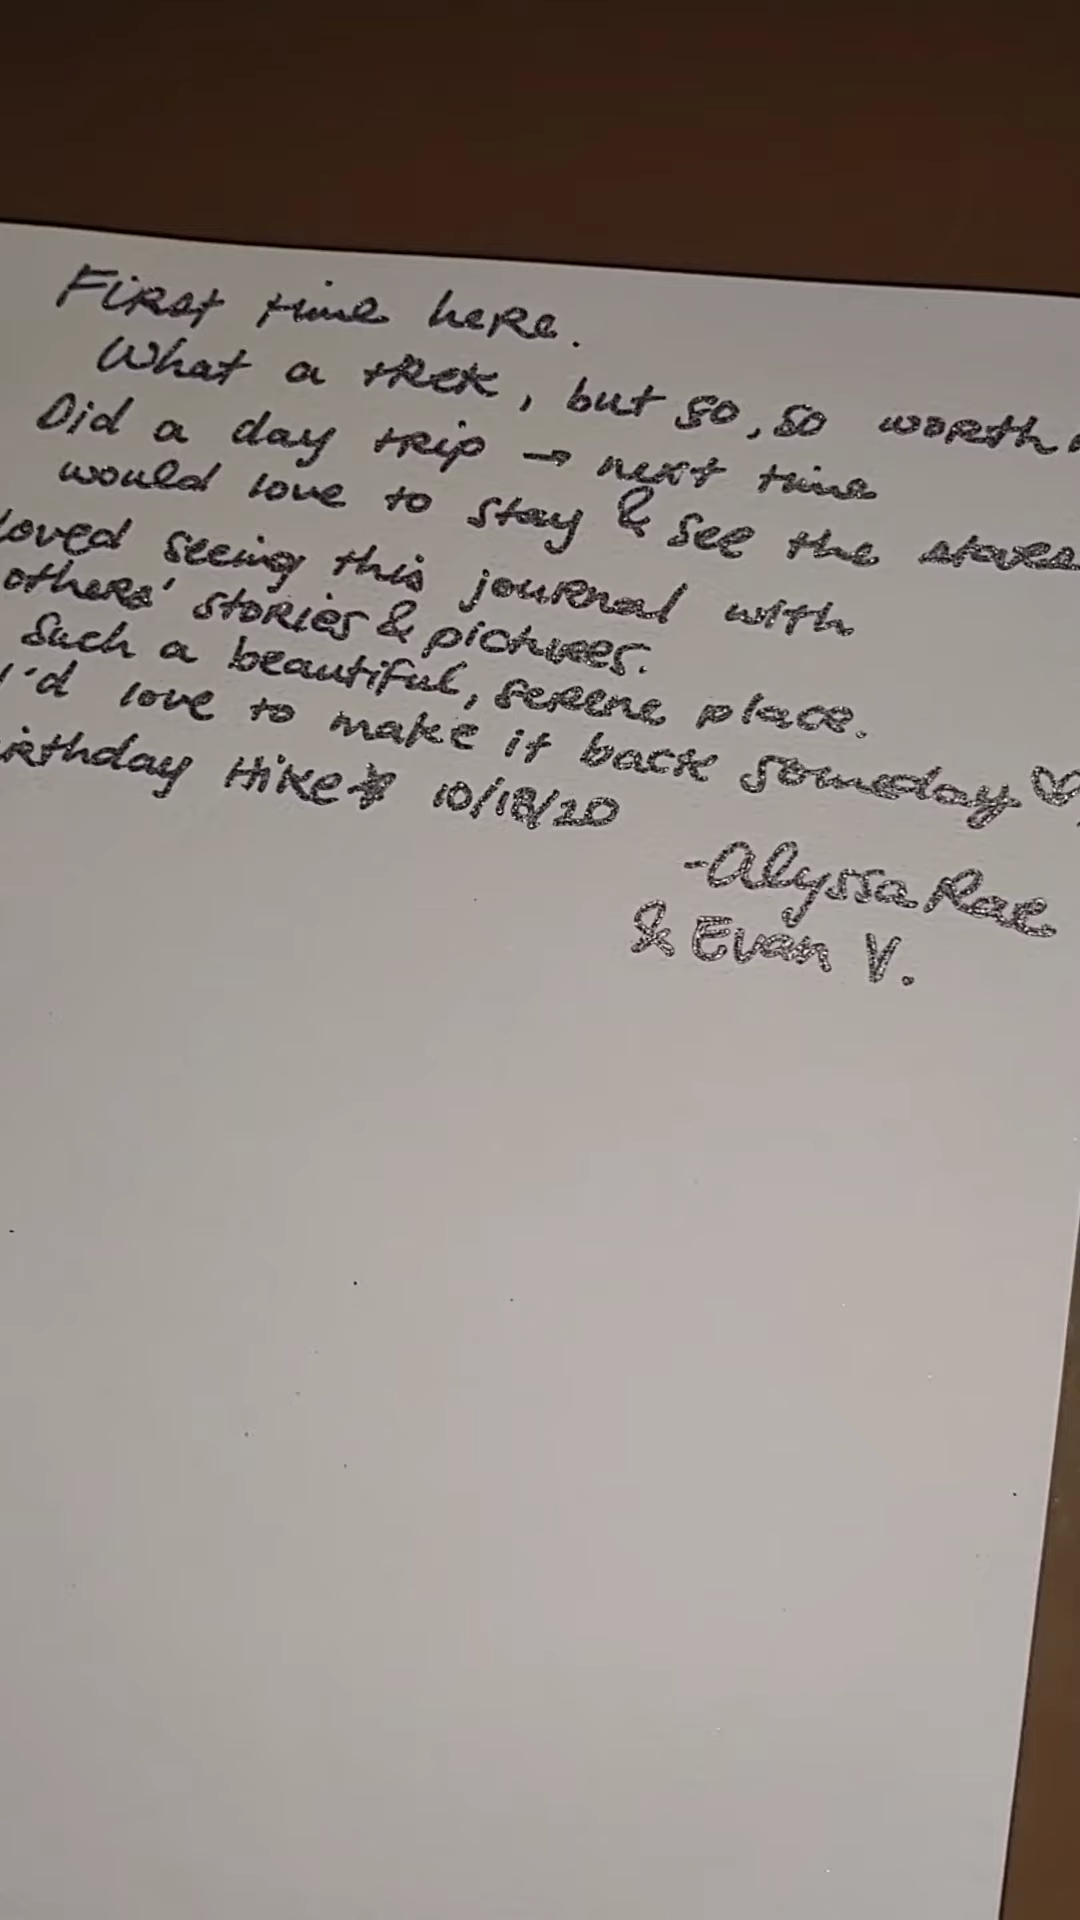 First time here.
What a trek, but so, so worth
Did a day trip → next time
would love to stay & see the stars
loved seeing this journal with
others' stories & pictures.
Such a beautiful, serene place.
I'd love to make it back someday ♡
irthday Hike 10/18/20
-Alyssa Rae
& Evan V.